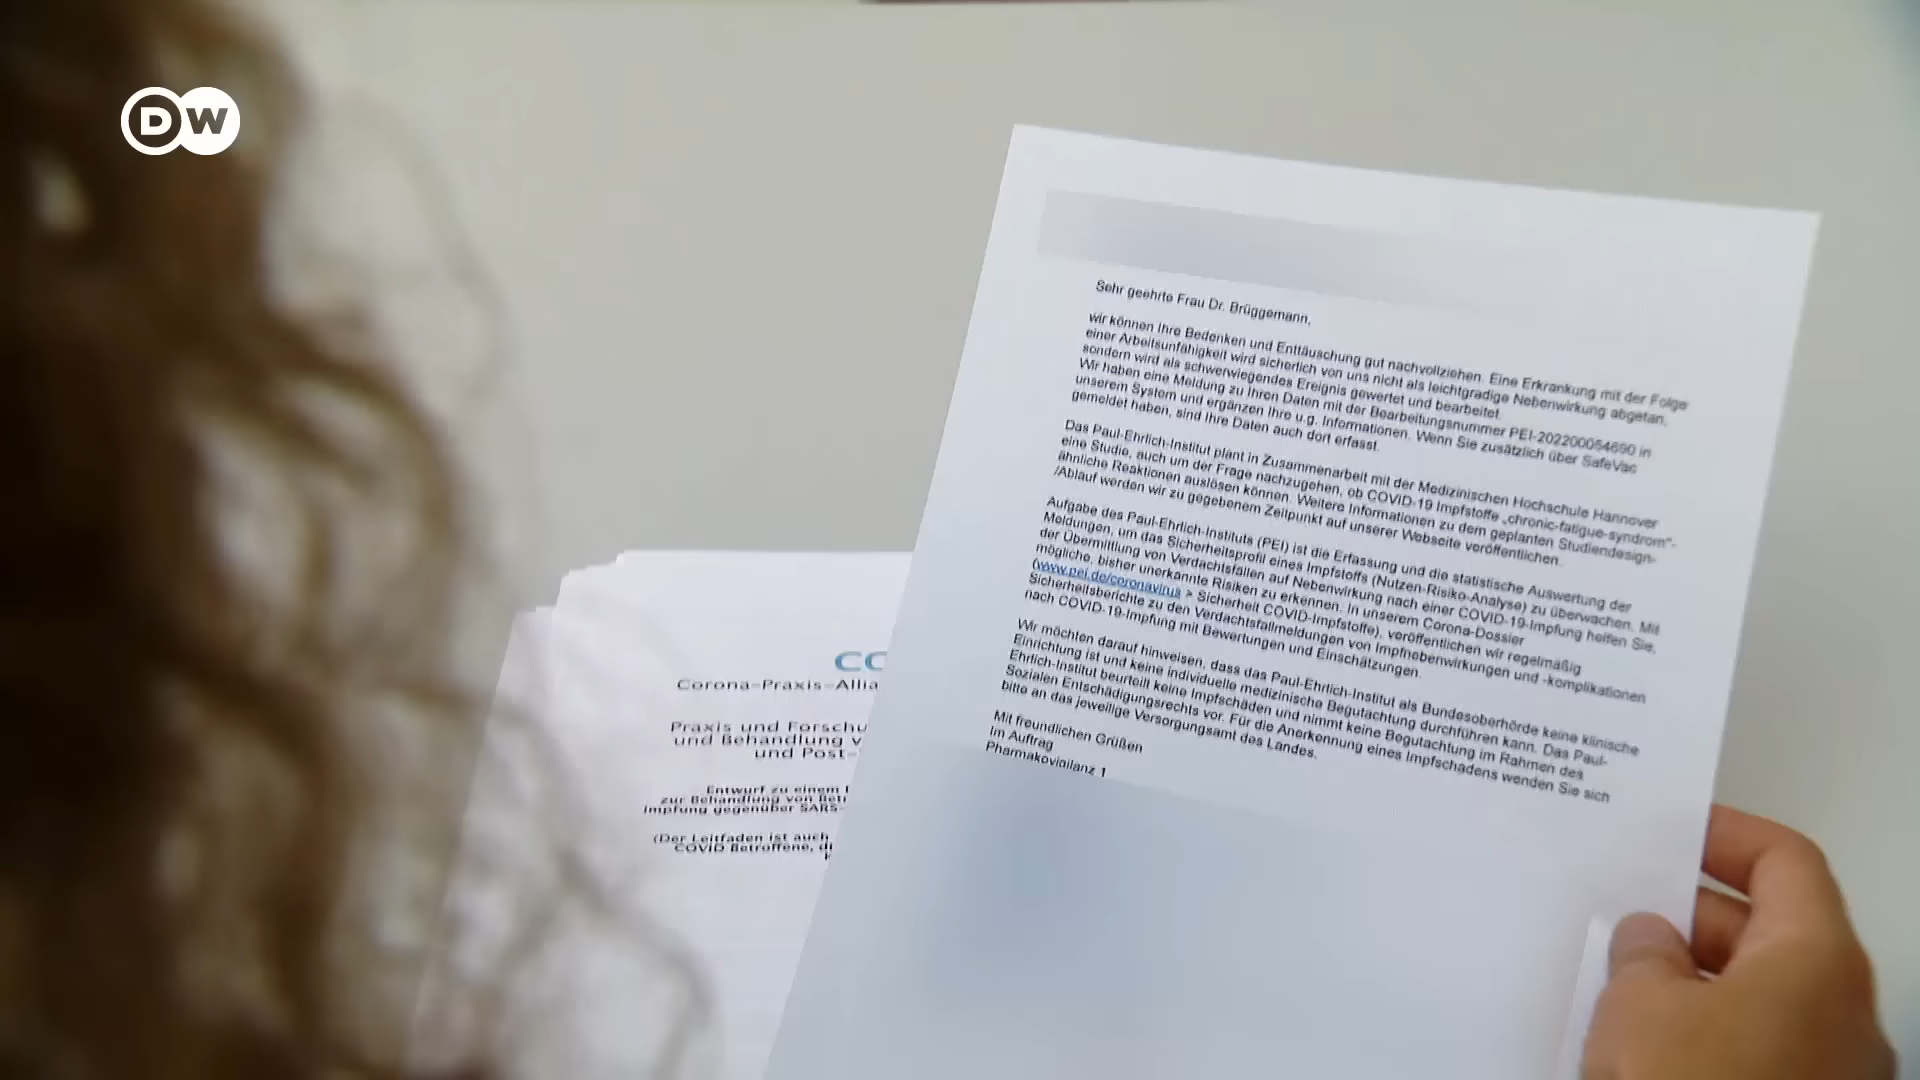 DW
Sehr geehrte Frau Dr. Brüggemann,
wir können Ihre Bedenken und Enttäuschung gut nachvollziehen. Eine Erkrankung mit der Folge
einer Arbeitsunfähigkeit wird sicherlich von uns nicht als leichtgradige Nebenwirkung abgetan,
sondern wird als schwerwiegendes Ereignis gewertet und bearbeitet.
Wir haben eine Meldung zu Ihren Daten mit der Bearbeitungsnummer PEI-202200054690 in
unserem System und ergänzen Ihre u.g. Informationen. Wenn Sie zusätzlich über SafeVac
gemeldet haben, sind Ihre Daten auch dort erfasst.
Das Paul-Ehrlich-Institut plant in Zusammenarbeit mit der Medizinischen Hochschule Hannover
eine Studie, auch um der Frage nachzugehen, ob COVID-19 Impfstoffe „chronic-fatigue-syndrom"-
ähnliche Reaktionen auslösen können. Weitere Informationen zu dem geplanten Studiendesign-
/Ablauf werden wir zu gegebenem Zeitpunkt auf unserer Webseite veröffentlichen.
Aufgabe des Paul-Ehrlich-Instituts (PEI) ist die Erfassung und die statistische Auswertung der
Meldungen, um das Sicherheitsprofil eines Impfstoffs (Nutzen-Risiko-Analyse) zu überwachen. Mit
der Übermittlung von Verdachtsfällen auf Nebenwirkung nach einer COVID-19-Impfung helfen Sie,
mögliche, bisher unerkannte Risiken zu erkennen. In unserem Corona-Dossier
(www.pei.de/coronavirus > Sicherheit COVID-Impfstoffe), veröffentlichen wir regelmäßig
Sicherheitsberichte zu den Verdachtsfallmeldungen von Impfnebenwirkungen und -komplikationen
nach COVID-19-Impfung mit Bewertungen und Einschätzungen.
Wir möchten darauf hinweisen, dass das Paul-Ehrlich-Institut als Bundesoberhörde keine klinische
Einrichtung ist und keine individuelle medizinische Begutachtung durchführen kann. Das Paul-
Ehrlich-Institut beurteilt keine Impfschäden und nimmt keine Begutachtung im Rahmen des
Sozialen Entschädigungsrechts vor. Für die Anerkennung eines Impfschadens wenden Sie sich
bitte an das jeweilige Versorgungsamt des Landes.
Mit freundlichen Grüßen
Im Auftrag
Pharmakovigilanz 1
CO
Corona-Praxis-Allia
Praxis und Forschu
und Behandlung v
und Post-
Entwurf zu einem
zur Behandlung von Betr
Impfung gegenüber SARS-
(Der Leitfaden ist auch
COVID Betroffene, di